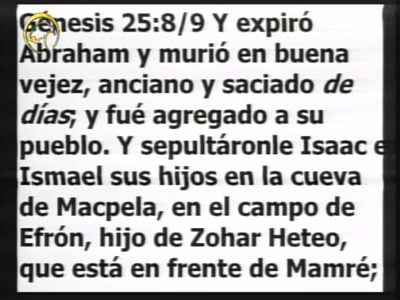 Génesis 25:8/9 Y expiró
Abraham y murió en buena
vejez, anciano y saciado de
días; y fué agregado a su
pueblo. Y sepultáronle Isaac e
Ismael sus hijos en la cueva
de Macpela, en el campo de
Efrón, hijo de Zohar Heteo,
que está en frente de Mamré;